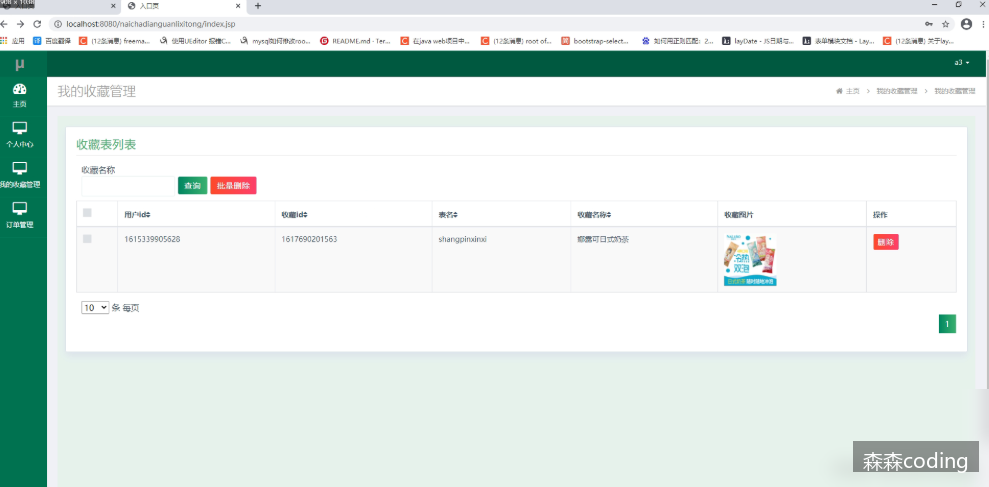 入口页
localhost:8080/naichadianguanlixitong/index.jsp
应用 百度翻译 (12条消息) freema... 使用UEditor 报错C... mysql如何修改roo... README.md - Ter... 在java web项目中... (12条消息) root of... bootstrap-select... 如何用正则匹配：2... layDate - JS日期与... 表单模块文档 - Lay... (12条消息) 关于lay...
μ
a3
主页
个人中心
我的收藏管理
订单管理
我的收藏管理
主页 > 我的收藏管理 > 我的收藏管理
收藏表列表
收藏名称
查询 批量删除
用户id 收藏id 表名 收藏名称 收藏图片 操作
1615339905628 1617690201563 shangpinxinxi 椰露可日式奶茶 删除
冷热
双泡
10 条 每页
1
森森coding